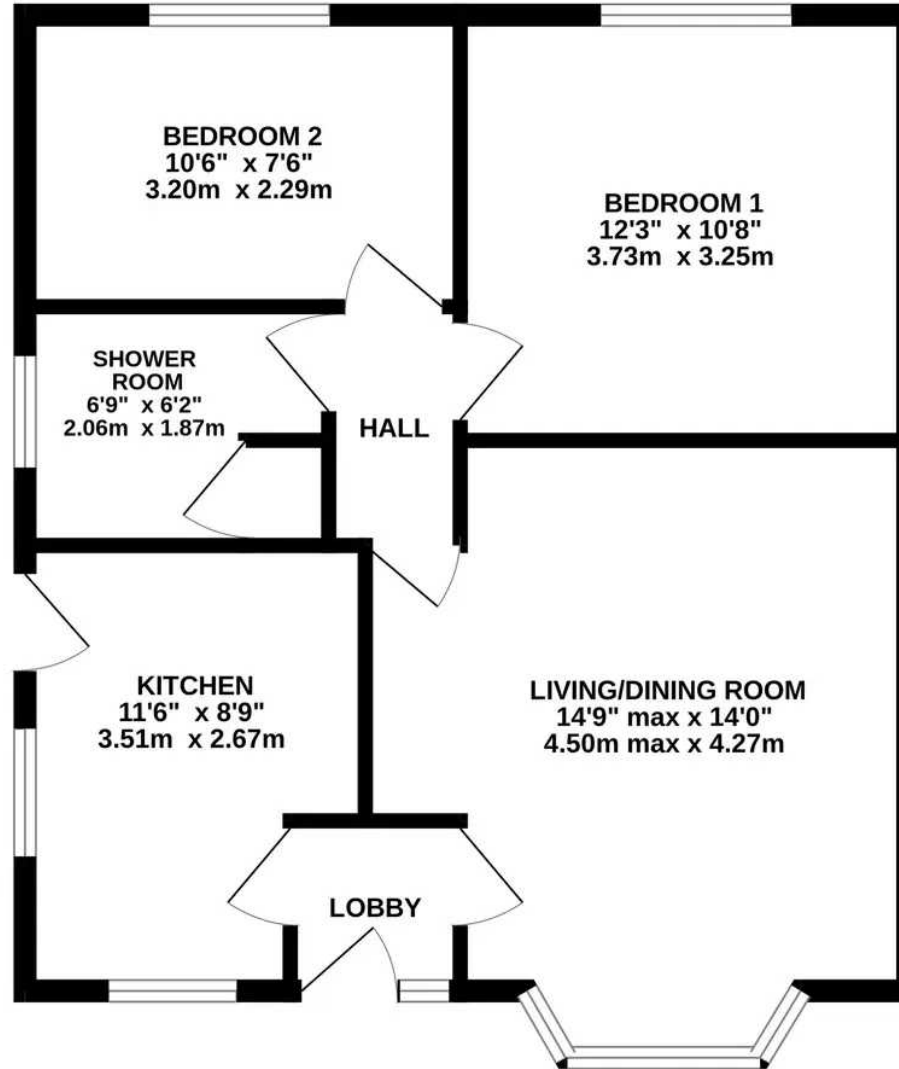 BEDROOM 2
10'6" x 7'6"
3.20m x 2.29m
BEDROOM 1
12'3" x 10'8"
3.73m x 3.25m
SHOWER
ROOM
6'9" x 6'2"
2.06m x 1.87m
HALL
KITCHEN
11'6" x 8'9"
3.51m x 2.67m
LIVING/DINING ROOM
14'9" max x 14'0"
4.50m max x 4.27m
LOBBY